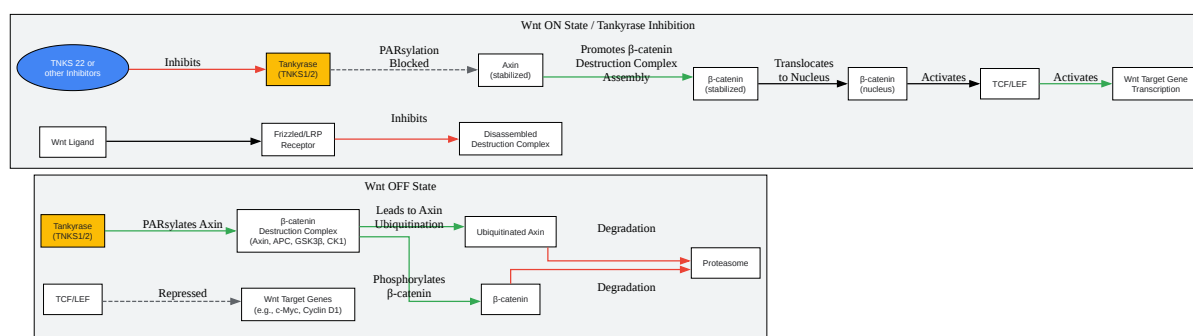 Wnt ON State / Tankyrase Inhibition
TNKS 22 or
other Inhibitors
Inhibits
Tankyrase
(TNKS1/2)
PARsylation
Blocked
Axin
(stabilized)
Promotes β-catenin
Destruction Complex
Assembly
β-catenin
(stabilized)
Translocates
to Nucleus
β-catenin
(nucleus)
Activates
TCF/LEF
Activates
Wnt Target Gene
Transcription
Wnt Ligand
Frizzled/LRP
Receptor
Inhibits
Disassembled
Destruction Complex
Wnt OFF State
Tankyrase
(TNKS1/2)
PARsylates Axin
β-catenin
Destruction Complex
(Axin, APC, GSK3β, CK1)
Leads to Axin
Ubiquitination
Ubiquitinated Axin
Degradation
Proteasome
Phosphorylates
β-catenin
β-catenin
Degradation
TCF/LEF
Repressed
Wnt Target Genes
(e.g., c-Myc, Cyclin D1)